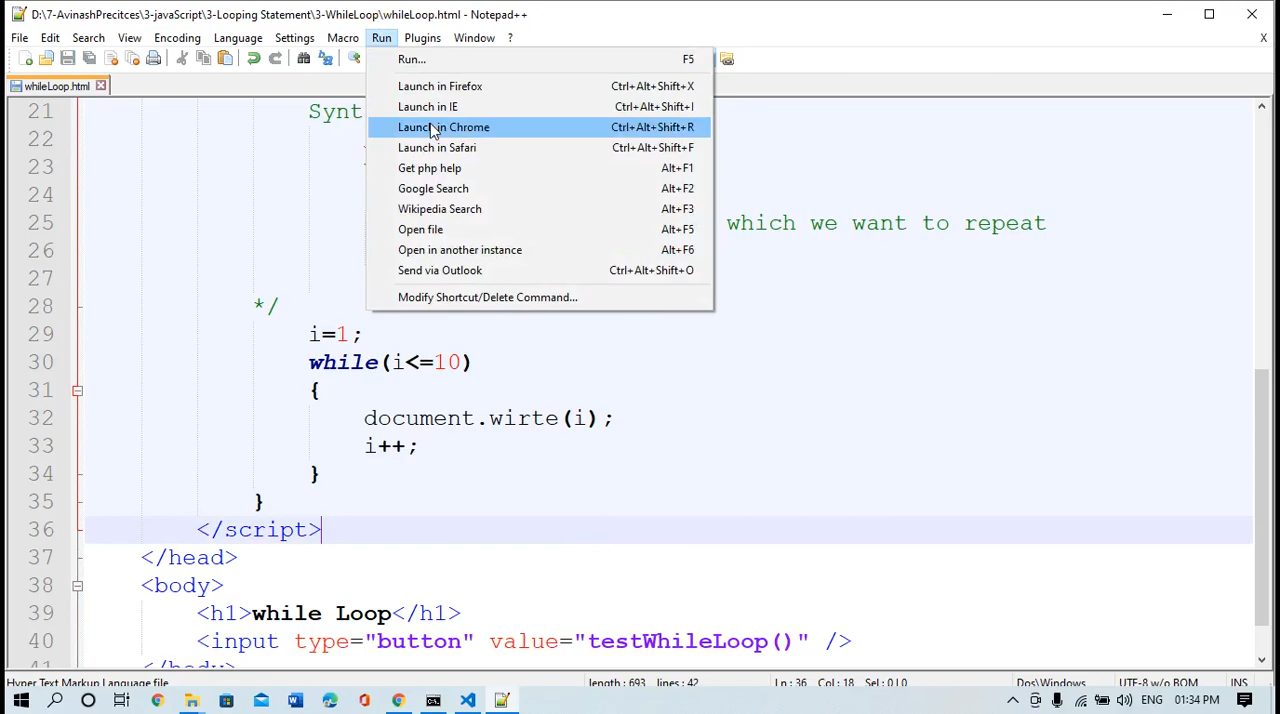 D:\7-AvinashPrecitces\3-javaScript\3-Looping Statement\3-WhileLoop\whileLoop.html - Notepad++
File Edit Search View Encoding Language Settings Macro Run Plugins Window ? X
whileLoop.html
Run... F5
Launch in Firefox Ctrl+Alt+Shift+X
Launch in IE Ctrl+Alt+Shift+I
Launch in Chrome Ctrl+Alt+Shift+R
Launch in Safari Ctrl+Alt+Shift+F
Get php help Alt+F1
Google Search Alt+F2
Wikipedia Search Alt+F3
Open file Alt+F5
Open in another instance Alt+F6
Send via Outlook Ctrl+Alt+Shift+O
Modify Shortcut/Delete Command...
21 Synt
22
23
24
25 which we want to repeat
26
27
28 */
29 i=1;
30 while(i<=10)
31 {
32 document.wirte(i);
33 i++;
34 }
35 }
36 </script>
37 </head>
38 <body>
39 <h1>while Loop</h1>
40 <input type="button" value="testWhileLoop()" />
41 </body>
Hyper Text Markup Language file length : 693 lines : 42 Ln : 36 Col : 18 Sel : 0 | 0 Dos\Windows UTF-8 w/o BOM INS
ENG 01:34 PM